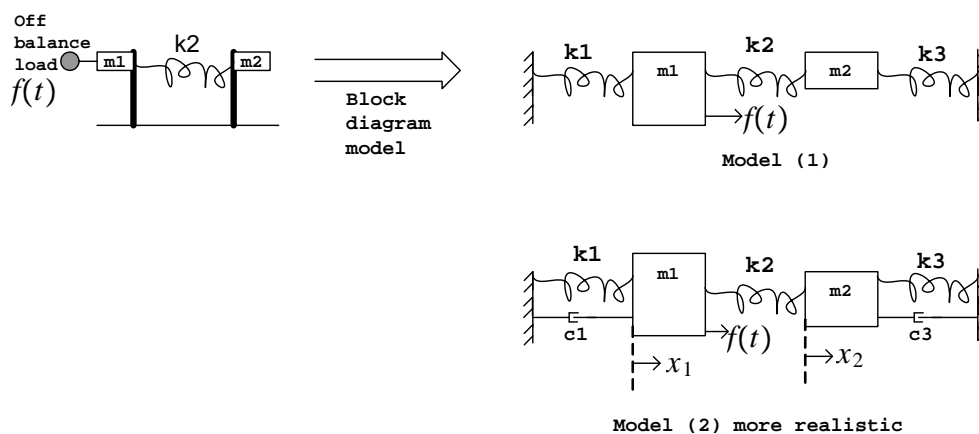 Off
balance
load
f(t)
m1
k2
m2
Block
diagram
model
k1
m1
k2
m2
k3
f(t)
Model (1)
k1
m1
k2
m2
k3
c1
f(t)
c3
x1
x2
Model (2) more realistic